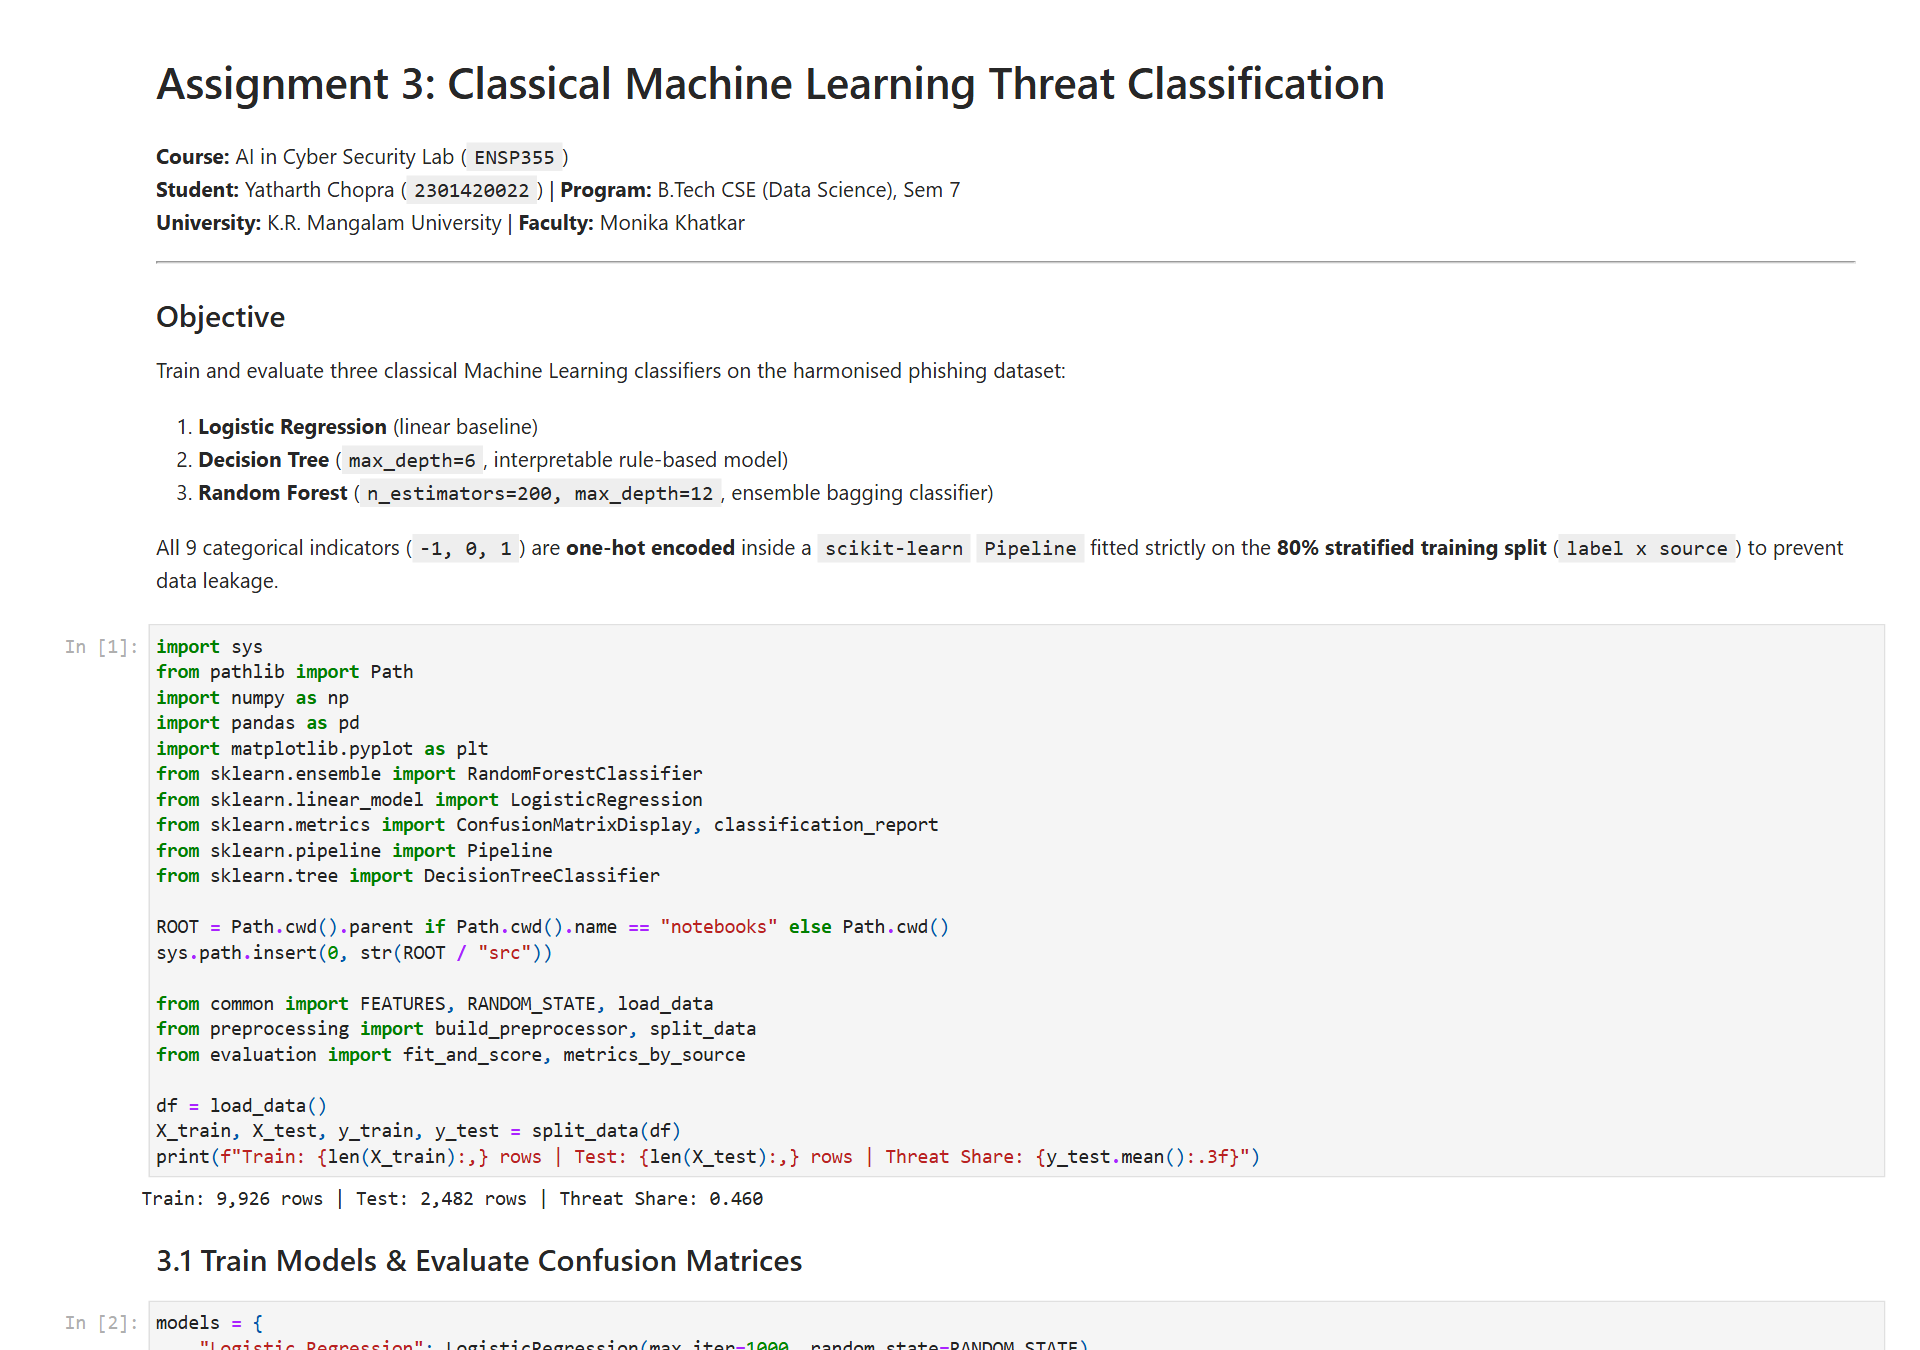 Assignment 3: Classical Machine Learning Threat Classification
Course: AI in Cyber Security Lab ( ENSP355 )
Student: Yatharth Chopra ( 2301420022 ) | Program: B.Tech CSE (Data Science), Sem 7
University: K.R. Mangalam University | Faculty: Monika Khatkar
Objective
Train and evaluate three classical Machine Learning classifiers on the harmonised phishing dataset:
1. Logistic Regression (linear baseline)
2. Decision Tree ( max_depth=6 , interpretable rule-based model)
3. Random Forest ( n_estimators=200, max_depth=12 , ensemble bagging classifier)
All 9 categorical indicators ( -1, 0, 1 ) are one-hot encoded inside a scikit-learn Pipeline fitted strictly on the 80% stratified training split ( label x source ) to prevent
data leakage.
In [1]:
import sys
from pathlib import Path
import numpy as np
import pandas as pd
import matplotlib.pyplot as plt
from sklearn.ensemble import RandomForestClassifier
from sklearn.linear_model import LogisticRegression
from sklearn.metrics import ConfusionMatrixDisplay, classification_report
from sklearn.pipeline import Pipeline
from sklearn.tree import DecisionTreeClassifier
ROOT = Path.cwd().parent if Path.cwd().name == "notebooks" else Path.cwd()
sys.path.insert(0, str(ROOT / "src"))
from common import FEATURES, RANDOM_STATE, load_data
from preprocessing import build_preprocessor, split_data
from evaluation import fit_and_score, metrics_by_source
df = load_data()
X_train, X_test, y_train, y_test = split_data(df)
print(f"Train: {len(X_train):,} rows | Test: {len(X_test):,} rows | Threat Share: {y_test.mean():.3f}")
Train: 9,926 rows | Test: 2,482 rows | Threat Share: 0.460
3.1 Train Models & Evaluate Confusion Matrices
In [2]:
models = {
"Logistic Regression": LogisticRegression(max_iter=1000, random_state=RANDOM_STATE)